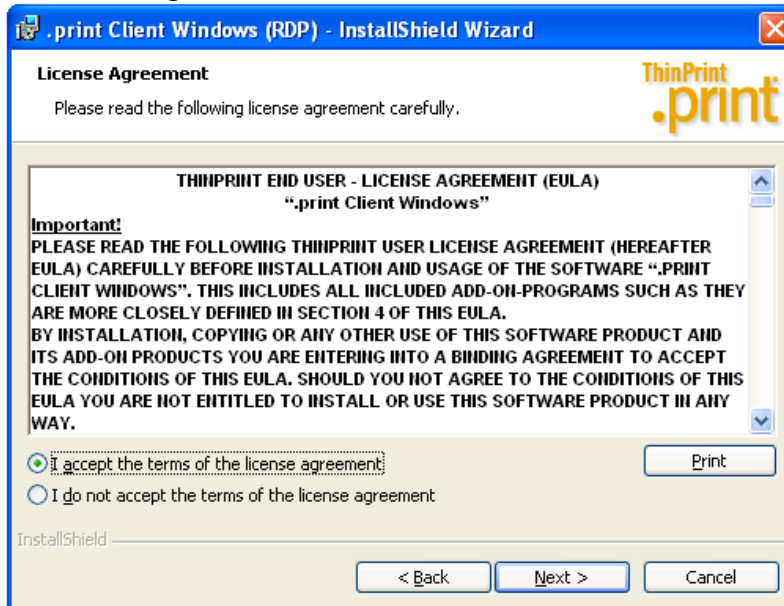 .print Client Windows (RDP) - InstallShield Wizard
License Agreement
Please read the following license agreement carefully.
ThinPrint
.print
THINPRINT END USER - LICENSE AGREEMENT (EULA)
“.print Client Windows”
Important!
PLEASE READ THE FOLLOWING THINPRINT USER LICENSE AGREEMENT (HEREAFTER
EULA) CAREFULLY BEFORE INSTALLATION AND USAGE OF THE SOFTWARE “.PRINT
CLIENT WINDOWS”. THIS INCLUDES ALL INCLUDED ADD-ON-PROGRAMS SUCH AS THEY
ARE MORE CLOSELY DEFINED IN SECTION 4 OF THIS EULA.
BY INSTALLATION, COPYING OR ANY OTHER USE OF THIS SOFTWARE PRODUCT AND
ITS ADD-ON PRODUCTS YOU ARE ENTERING INTO A BINDING AGREEMENT TO ACCEPT
THE CONDITIONS OF THIS EULA. SHOULD YOU NOT AGREE TO THE CONDITIONS OF THIS
EULA YOU ARE NOT ENTITLED TO INSTALL OR USE THIS SOFTWARE PRODUCT IN ANY
WAY.
I accept the terms of the license agreement
Print
I do not accept the terms of the license agreement
InstallShield
< Back
Next >
Cancel